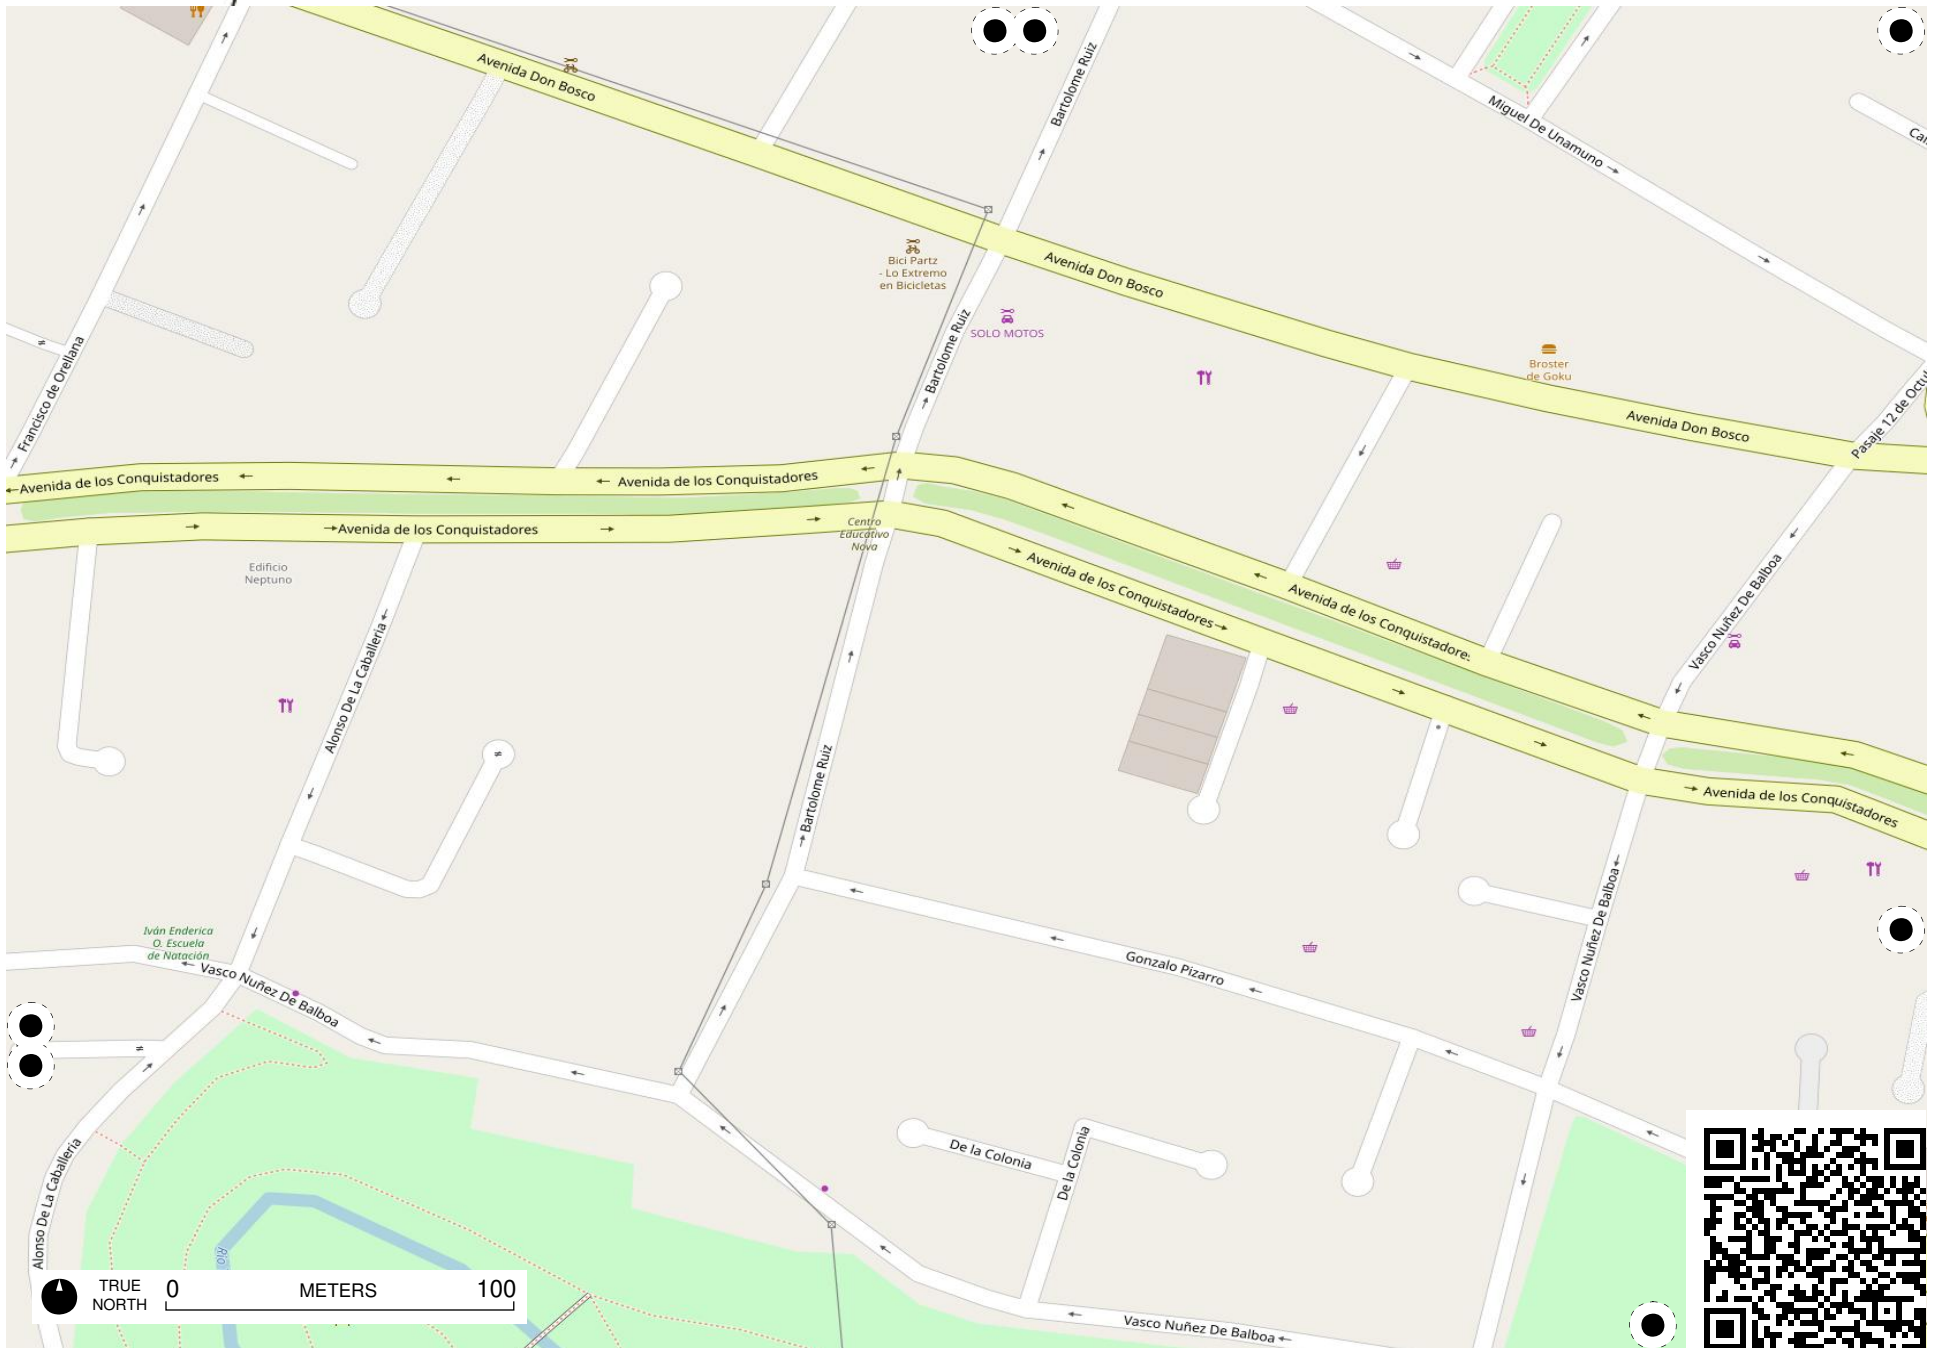 Avenida Don Bosco
Bartolome Ruiz
Miguel De Unamuno
Bici Partz
- Lo Extremo
en Bicicletas
Avenida Don Bosco
SOLO MOTOS
Bartolome Ruiz
Francisco de Orellana
Broster
de Goku
Avenida Don Bosco
Pasaje 12 de Octu
Avenida de los Conquistadores
Avenida de los Conquistadores
Avenida de los Conquistadores
Centro
Educativo
Nova
Edificio
Neptuno
Avenida de los Conquistadores
Avenida de los Conquistadores
Vasco Nuñez De Balboa
Alonso De La Caballeria
Bartolome Ruiz
Avenida de los Conquistadores
Vasco Nuñez De Balboa
Iván Enderica
O. Escuela
de Natación
Vasco Nuñez De Balboa
Gonzalo Pizarro
De la Colonia
De la Colonia
Alonso De La Caballeria
Río
Vasco Nuñez De Balboa
TRUE
NORTH
0 METERS 100